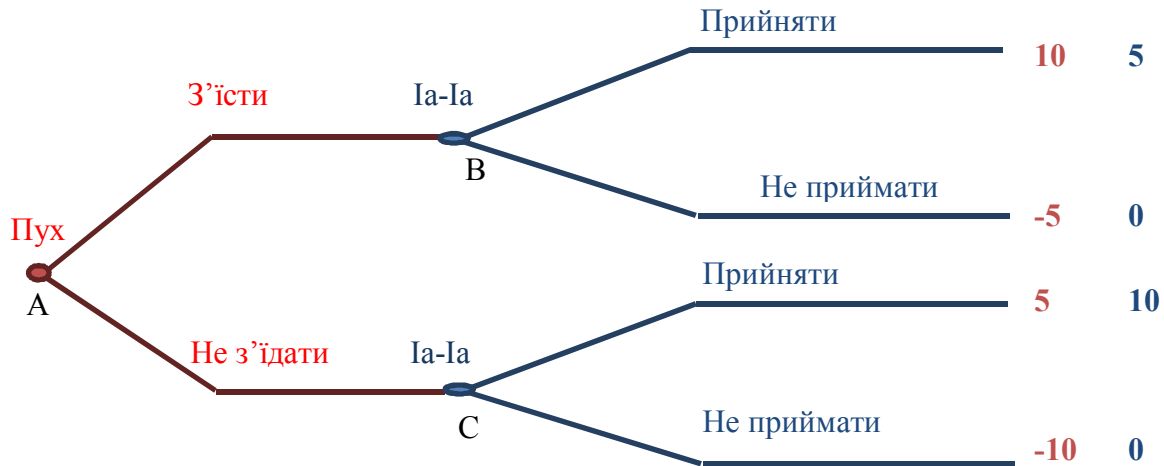 Прийняти
10 5
З’їсти Іа-Іа
В
Не приймати
-5 0
Пух
А
Прийняти
5 10
Не з’їдати Іа-Іа
С
Не приймати
-10 0